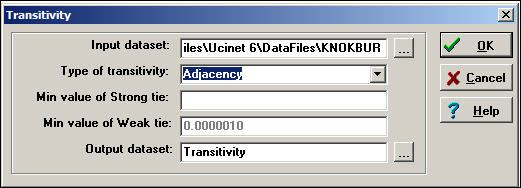 Transitivity
Input dataset: iles\Ucinet 6\DataFiles\KNOKBUR ...
OK
Type of transitivity: Adjacency
Cancel
Min value of Strong tie:
Help
Min value of Weak tie: 0.0000010
Output dataset: Transitivity ...